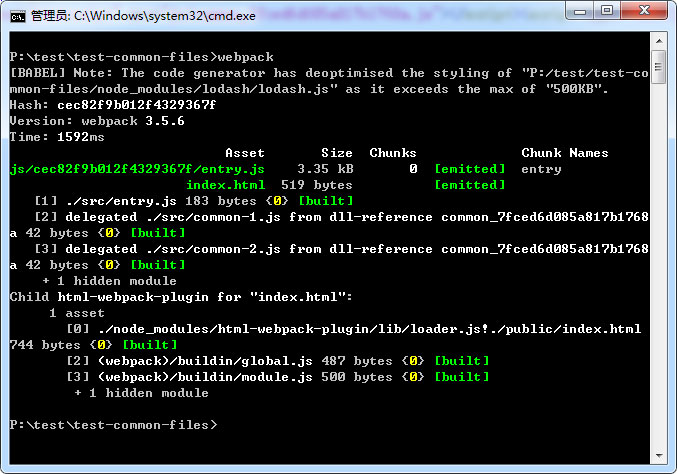 管理员: C:\Windows\system32\cmd.exe
P:\test\test-common-files>webpack
[BABEL] Note: The code generator has deoptimised the styling of "P:/test/test-co
mmon-files/node_modules/lodash/lodash.js" as it exceeds the max of "500KB".
Hash: cec82f9b012f4329367f
Version: webpack 3.5.6
Time: 1592ms
Asset Size Chunks Chunk Names
js/cec82f9b012f4329367f/entry.js 3.35 kB 0 [emitted] entry
index.html 519 bytes [emitted]
[1] ./src/entry.js 183 bytes {0} [built]
[2] delegated ./src/common-1.js from dll-reference common_7fced6d085a817b1768
a 42 bytes {0} [built]
[3] delegated ./src/common-2.js from dll-reference common_7fced6d085a817b1768
a 42 bytes {0} [built]
+ 1 hidden module
Child html-webpack-plugin for "index.html":
1 asset
[0] ./node_modules/html-webpack-plugin/lib/loader.js!./public/index.html
744 bytes {0} [built]
[2] (webpack)/buildin/global.js 487 bytes {0} [built]
[3] (webpack)/buildin/module.js 500 bytes {0} [built]
+ 1 hidden module
P:\test\test-common-files>